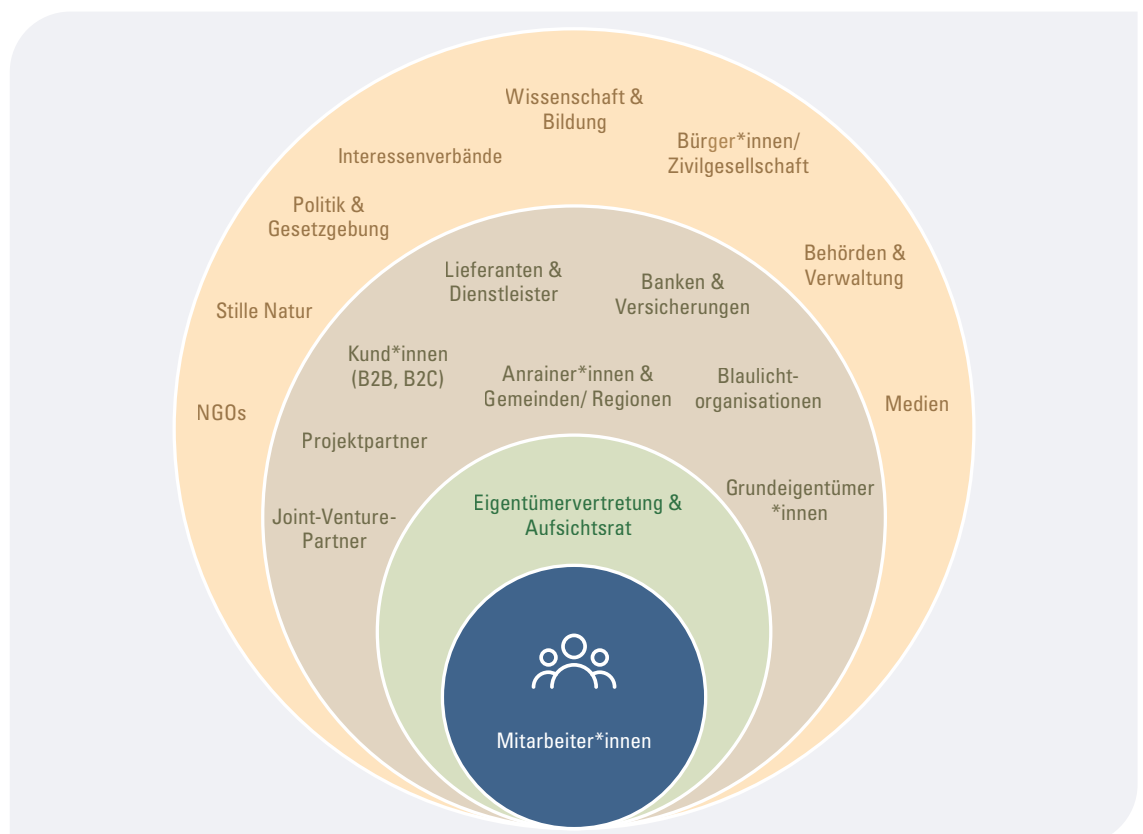 Wissenschaft &
Bildung
Bürger*innen/
Zivilgesellschaft
Interessenverbände
Politik &
Gesetzgebung
Behörden &
Verwaltung
Stille Natur
NGOs
Medien
Lieferanten &
Dienstleister
Banken &
Versicherungen
Kund*innen
(B2B, B2C)
Anrainer*innen &
Gemeinden/ Regionen
Blaulicht-
organisationen
Projektpartner
Joint-Venture-
Partner
Grundeigentümer
*innen
Eigentümervertretung &
Aufsichtsrat
Mitarbeiter*innen